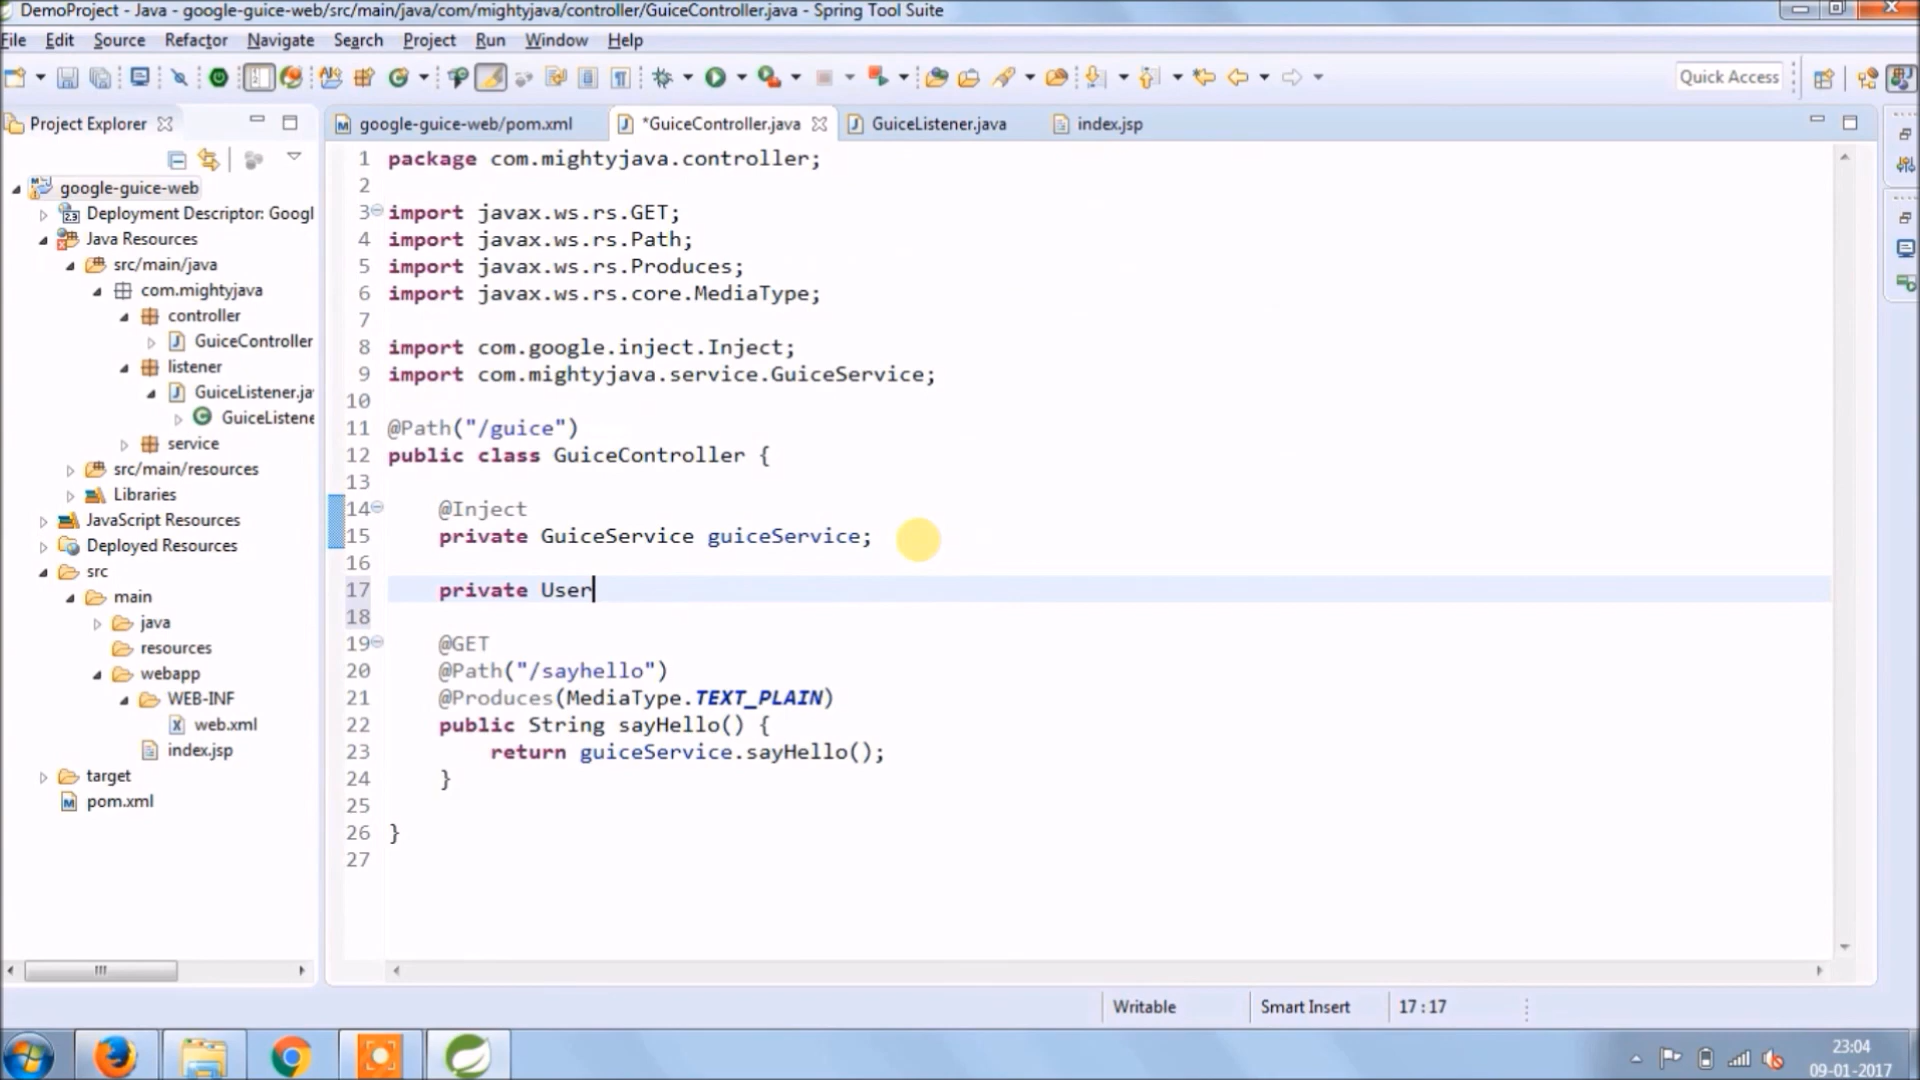 DemoProject - Java - google-guice-web/src/main/java/com/mightyjava/controller/GuiceController.java - Spring Tool Suite
File Edit Source Refactor Navigate Search Project Run Window Help
Quick Access
Project Explorer
google-guice-web
Deployment Descriptor: Googl
Java Resources
src/main/java
com.mightyjava
controller
GuiceController
listener
GuiceListener.ja
GuiceListene
service
src/main/resources
Libraries
JavaScript Resources
Deployed Resources
src
main
java
resources
webapp
WEB-INF
web.xml
index.jsp
target
pom.xml
google-guice-web/pom.xml *GuiceController.java GuiceListener.java index.jsp
1 package com.mightyjava.controller;
2
3 import javax.ws.rs.GET;
4 import javax.ws.rs.Path;
5 import javax.ws.rs.Produces;
6 import javax.ws.rs.core.MediaType;
7
8 import com.google.inject.Inject;
9 import com.mightyjava.service.GuiceService;
10
11 @Path("/guice")
12 public class GuiceController {
13
14 @Inject
15 private GuiceService guiceService;
16
17 private User
18
19 @GET
20 @Path("/sayhello")
21 @Produces(MediaType.TEXT_PLAIN)
22 public String sayHello() {
23 return guiceService.sayHello();
24 }
25
26 }
27
Writable Smart Insert 17 : 17
23:04
09-01-2017